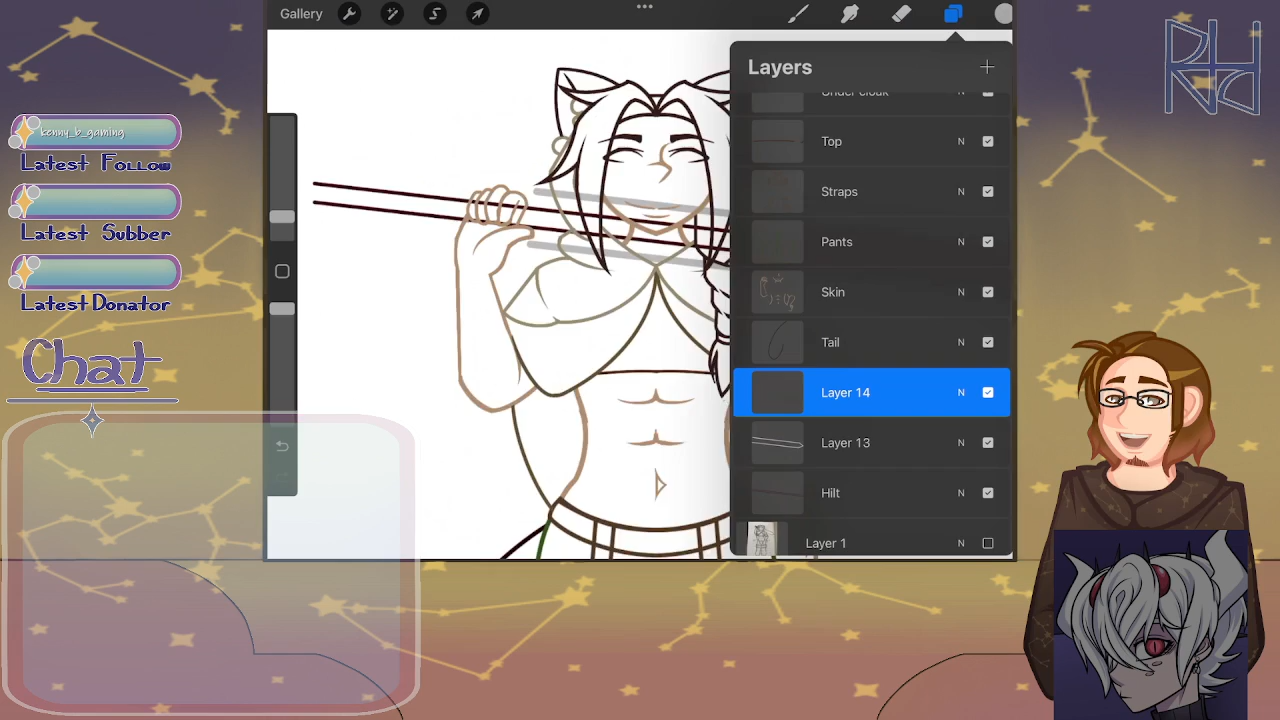 Gallery
Layers
Under cloak N
Top N
Straps N
Pants N
Skin N
Tail N
Layer 14 N
Layer 13 N
Hilt N
Layer 1 N
kenny_b_gaming
Latest Follow
Latest Subber
Latest Donator
Chat